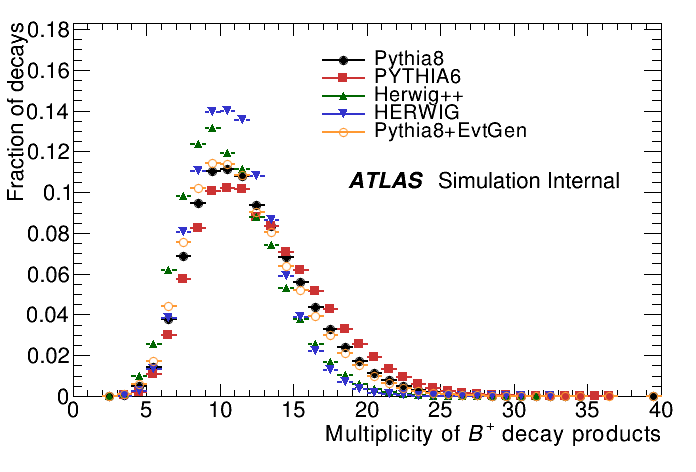 Fraction of decays
0.18
0.16
0.14
0.12
0.1
0.08
0.06
0.04
0.02
0
Pythia8
PYTHIA6
Herwig++
HERWIG
Pythia8+EvtGen
ATLAS Simulation Internal
0 5 10 15 20 25 30 35 40
Multiplicity of B⁺ decay products